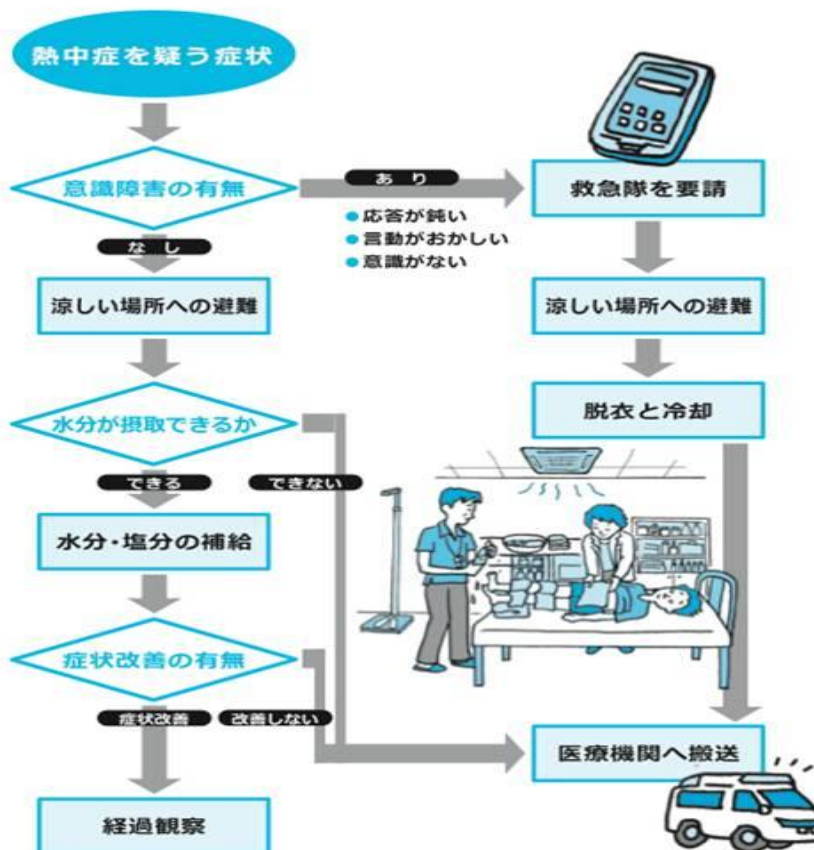 熱中症を疑う症状
意識障害の有無
あり
救急隊を要請
●応答が鈍い
●言動がおかしい
●意識がない
なし
涼しい場所への避難
涼しい場所への避難
水分が摂取できるか
脱衣と冷却
できる
できない
水分・塩分の補給
症状改善の有無
症状改善
改善しない
医療機関へ搬送
経過観察